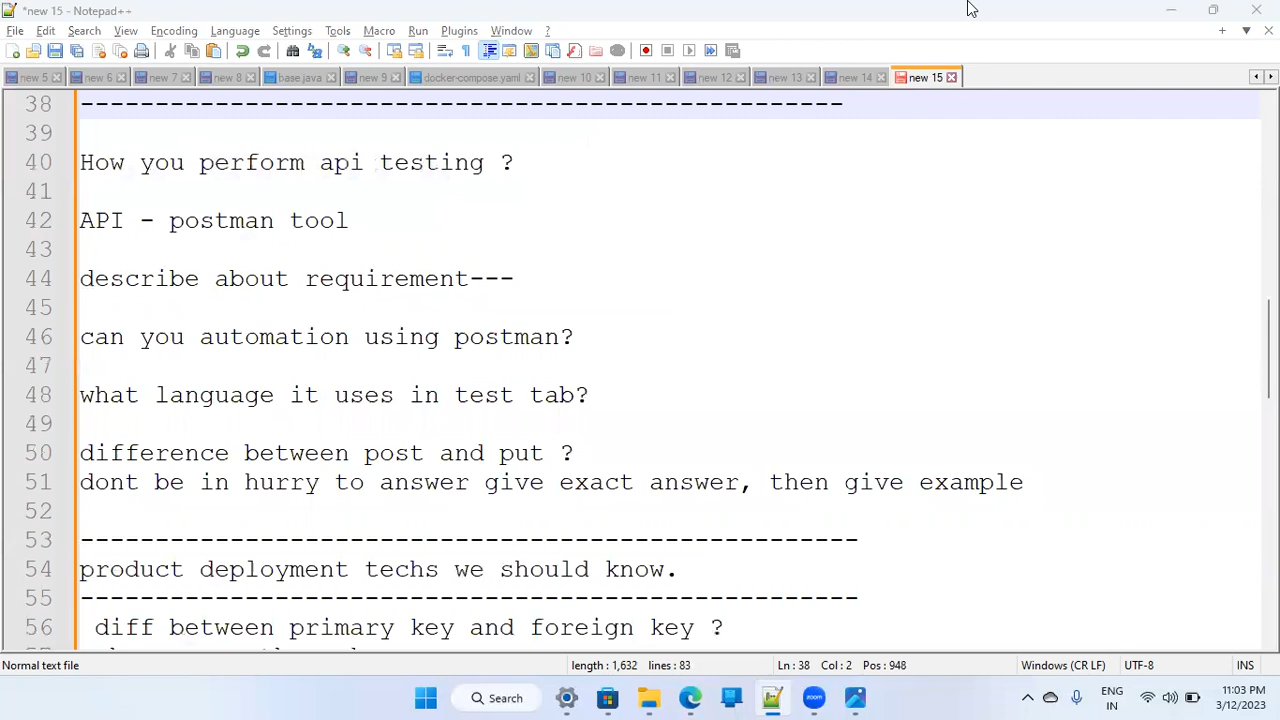 *new 15 - Notepad++
File Edit Search View Encoding Language Settings Tools Macro Run Plugins Window ?
new 5 new 6 new 7 new 8 base.java new 9 docker-compose.yaml new 10 new 11 new 12 new 13 new 14 new 15
38 ---------------------------------------------------
39
40 How you perform api testing ?
41
42 API - postman tool
43
44 describe about requirement---
45
46 can you automation using postman?
47
48 what language it uses in test tab?
49
50 difference between post and put ?
51 dont be in hurry to answer give exact answer, then give example
52
53 ----------------------------------------------------
54 product deployment techs we should know.
55 ----------------------------------------------------
56 diff between primary key and foreign key ?
Normal text file length : 1,632 lines : 83 Ln : 38 Col : 2 Pos : 948 Windows (CR LF) UTF-8 INS
Search zoom ENG IN 11:03 PM 3/12/2023